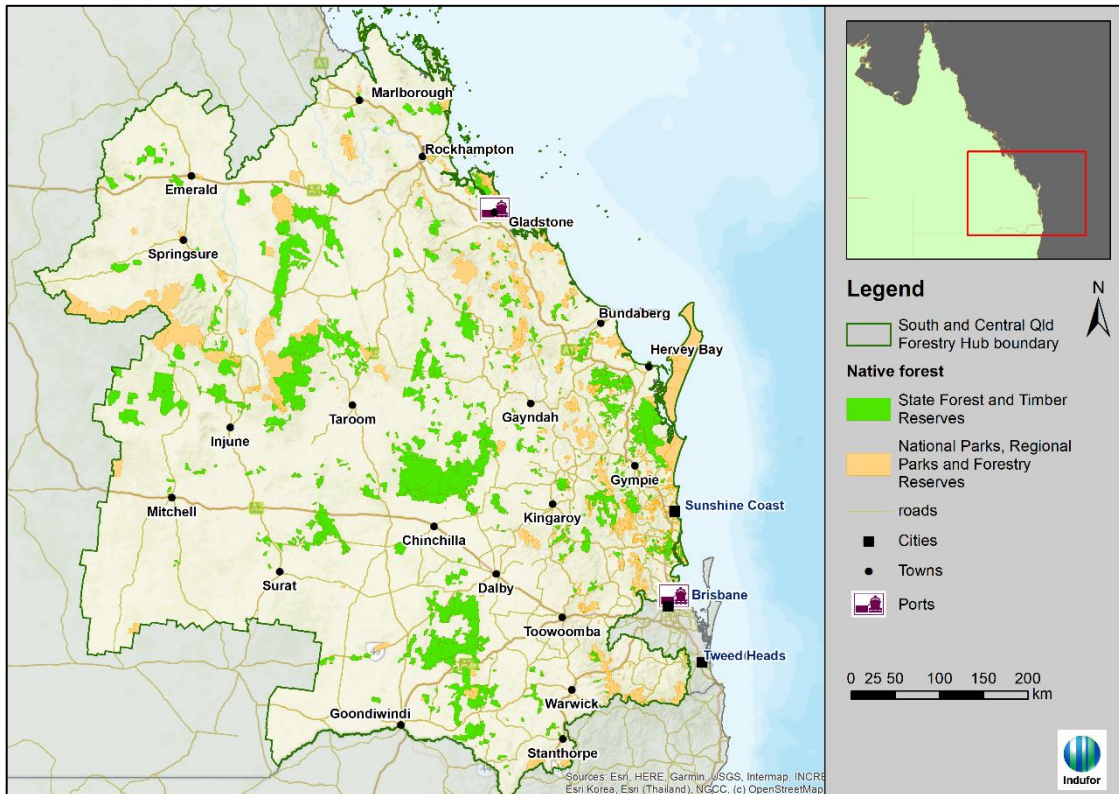 Marlborough
Rockhampton
Emerald
Gladstone
Springsure
Bundaberg
Hervey Bay
Taroom
Gayndah
Injune
Gympie
Mitchell
Kingaroy
Sunshine Coast
Chinchilla
Surat
Dalby
Brisbane
Toowoomba
Tweed Heads
Warwick
Goondiwindi
Stanthorpe
Sources: Esri, HERE, Garmin, USGS, Intermap, INCRE
Esri Korea, Esri (Thailand), NGCC, (c) OpenStreetMap
A1
A2
Legend
N
South and Central Qld
Forestry Hub boundary
Native forest
State Forest and Timber
Reserves
National Parks, Regional
Parks and Forestry
Reserves
roads
Cities
Towns
Ports
0 25 50 100 150 200
km
Indufor